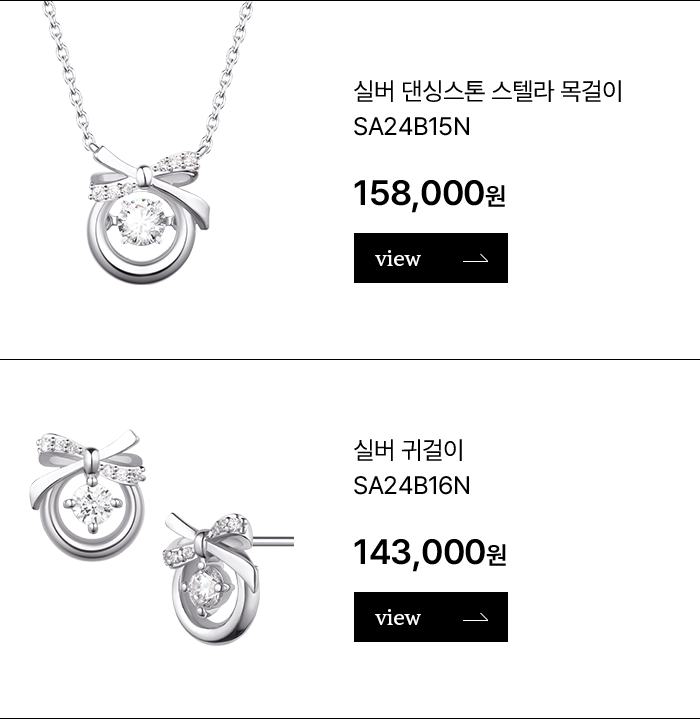 실버 댄싱스톤 스텔라 목걸이
SA24B15N
158,000원
view
실버 귀걸이
SA24B16N
143,000원
view